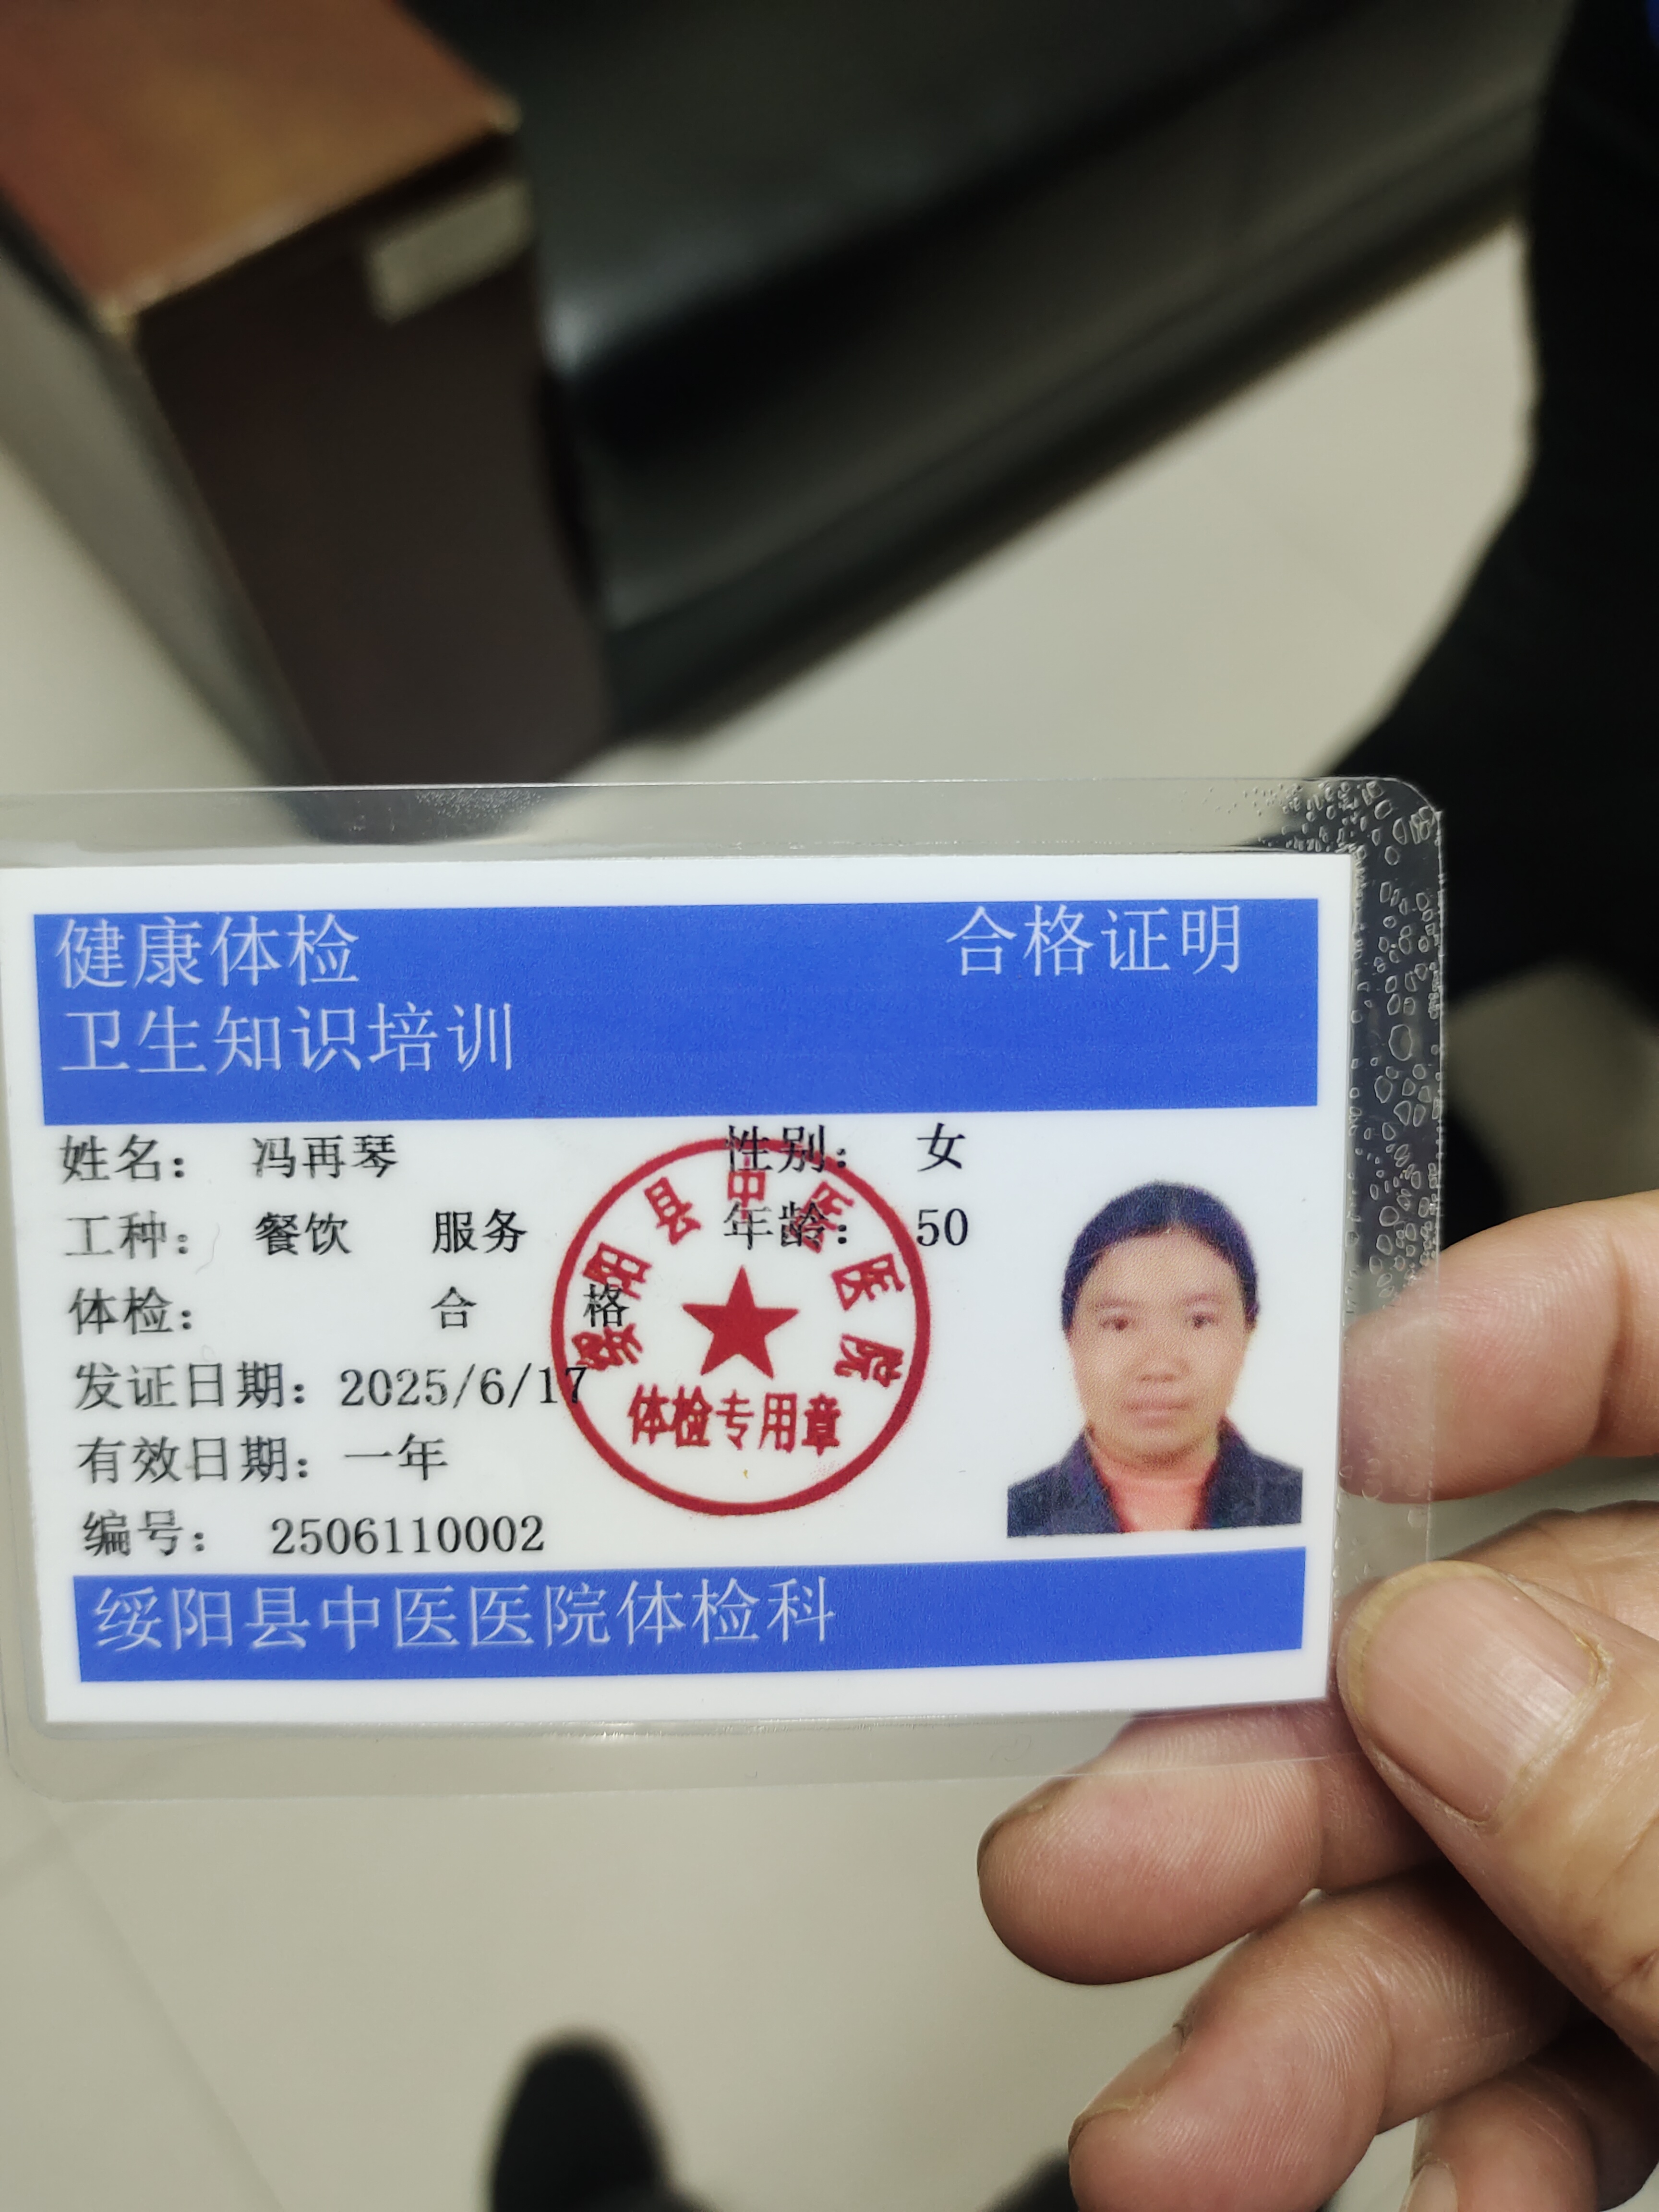 健康体检 合格证明
卫生知识培训
姓名： 冯再琴 性别： 女
工种： 餐饮 服务 年龄： 50
体检： 合 格
发证日期：2025/6/17
有效日期：一年
编号： 2506110002
绥阳县中医医院
体检专用章
绥阳县中医医院体检科